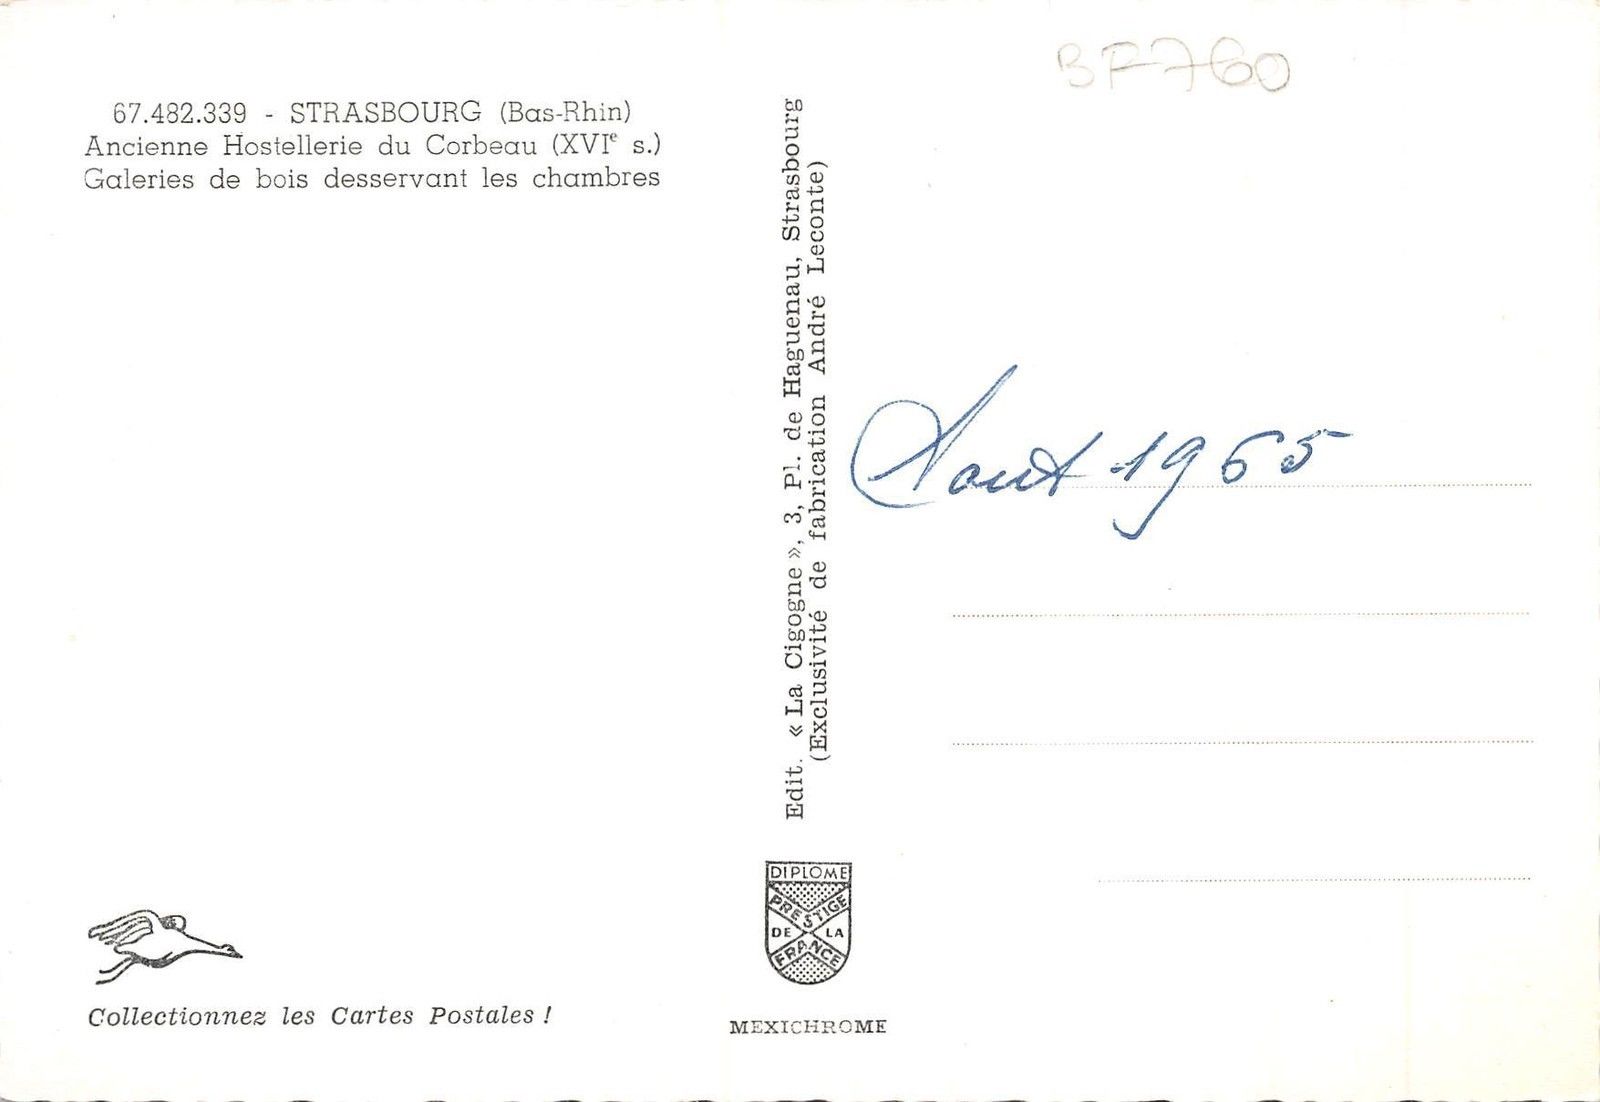 BF760
67.482.339 - STRASBOURG (Bas-Rhin)
Ancienne Hostellerie du Corbeau (XVIe s.)
Galeries de bois desservant les chambres
Edit. « La Cigogne », 3, Pl. de Haguenau, Strasbourg
(Exclusivité de fabrication André Leconte)
Aout 1965
DIPLOME
PRESTIGE
DE LA
FRANCE
Collectionnez les Cartes Postales !
MEXICHROME